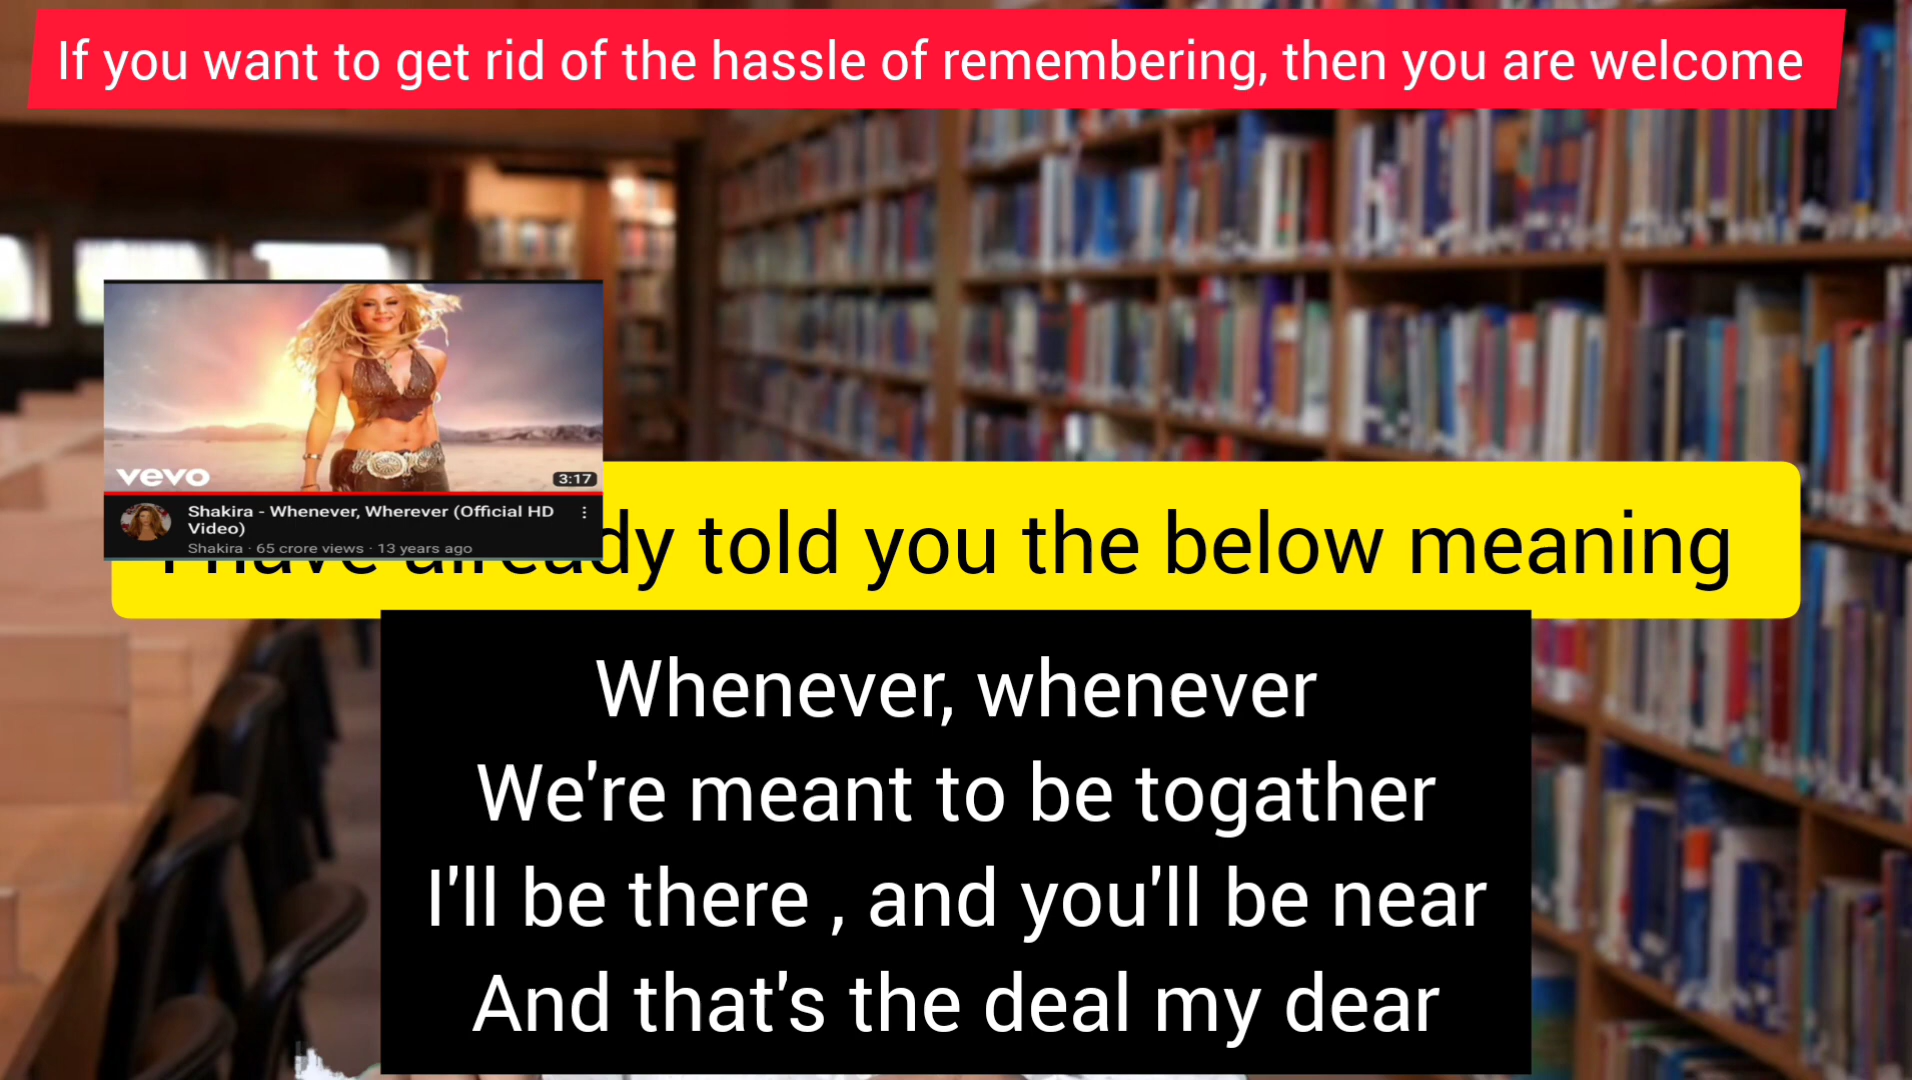 If you want to get rid of the hassle of remembering, then you are welcome
vevo
3:17
Shakira - Whenever, Wherever (Official HD
Video)
Shakira · 65 crore views · 13 years ago
I have already told you the below meaning
Whenever, whenever
We're meant to be togather
I'll be there , and you'll be near
And that's the deal my dear